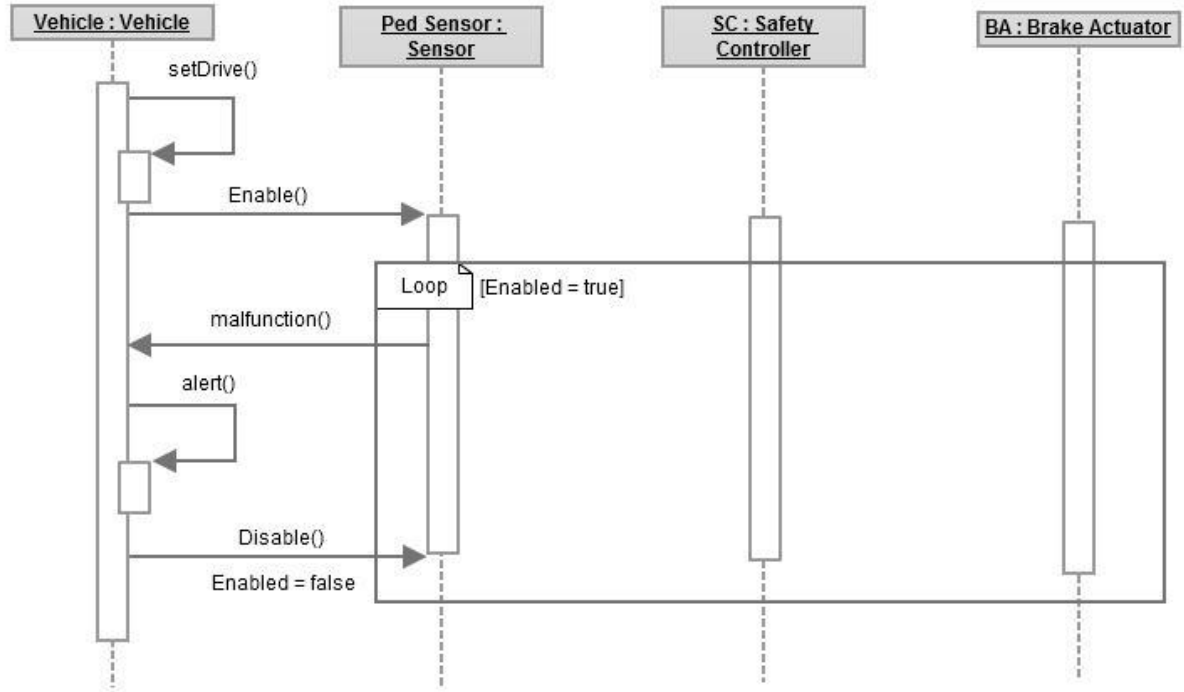 Vehicle : Vehicle
Ped Sensor :
Sensor
SC : Safety
Controller
BA : Brake Actuator
setDrive()
Enable()
Loop
[Enabled = true]
malfunction()
alert()
Disable()
Enabled = false